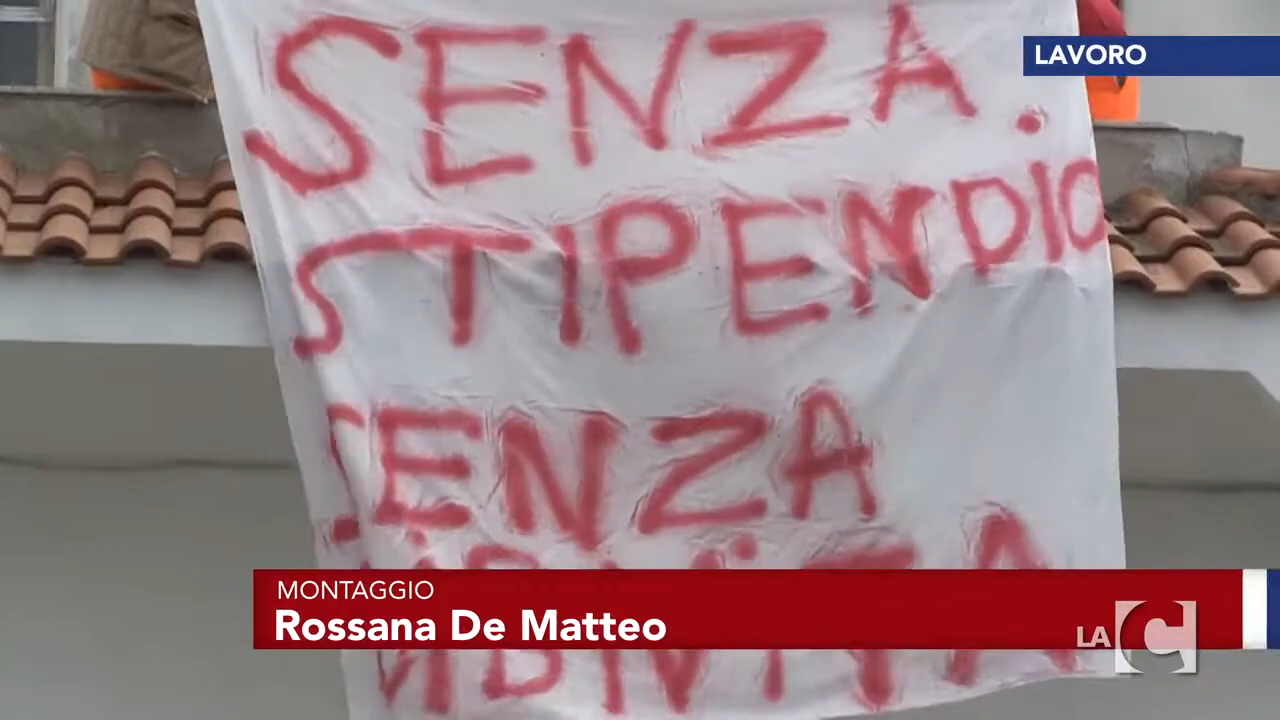 LAVORO
SENZA.
STIPENDIO
SENZA
MONTAGGIO
Rossana De Matteo
LA C